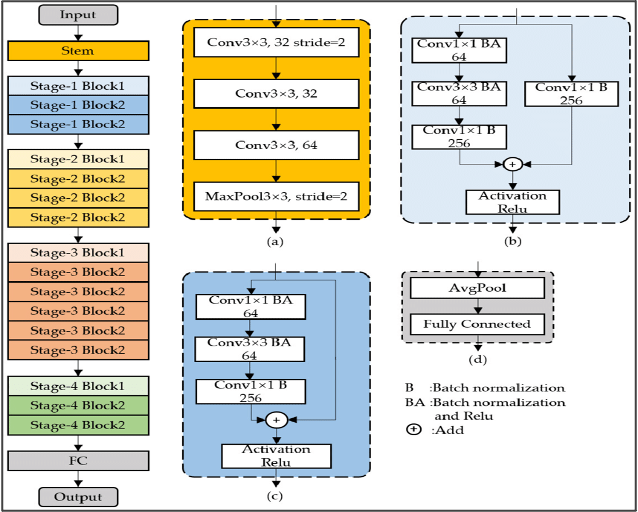 Input
Stem
Stage-1 Block1
Stage-1 Block2
Stage-1 Block2
Stage-2 Block1
Stage-2 Block2
Stage-2 Block2
Stage-2 Block2
Stage-3 Block1
Stage-3 Block2
Stage-3 Block2
Stage-3 Block2
Stage-3 Block2
Stage-3 Block2
Stage-4 Block1
Stage-4 Block2
Stage-4 Block2
FC
Output
Conv3×3, 32 stride=2
Conv3×3, 32
Conv3×3, 64
MaxPool3×3, stride=2
(a)
Conv1×1 BA
64
Conv3×3 BA
64
Conv1×1 B
256
Conv1×1 B
256
+
Activation
Relu
(b)
Conv1×1 BA
64
Conv3×3 BA
64
Conv1×1 B
256
+
Activation
Relu
(c)
AvgPool
Fully Connected
(d)
B :Batch normalization
BA :Batch normalization
and Relu
+ :Add